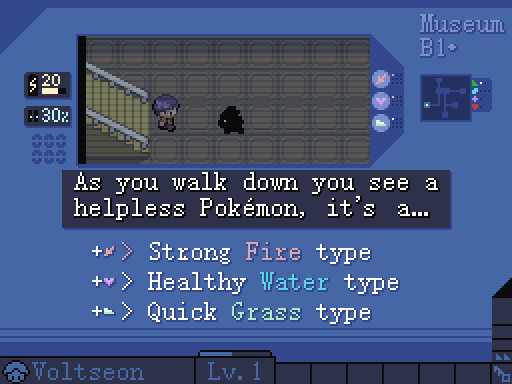 Museum
B1
20
30%
As you walk down you see a
helpless Pokémon, it's a...
+ > Strong Fire type
+ > Healthy Water type
+ > Quick Grass type
Voltseon
Lv.1